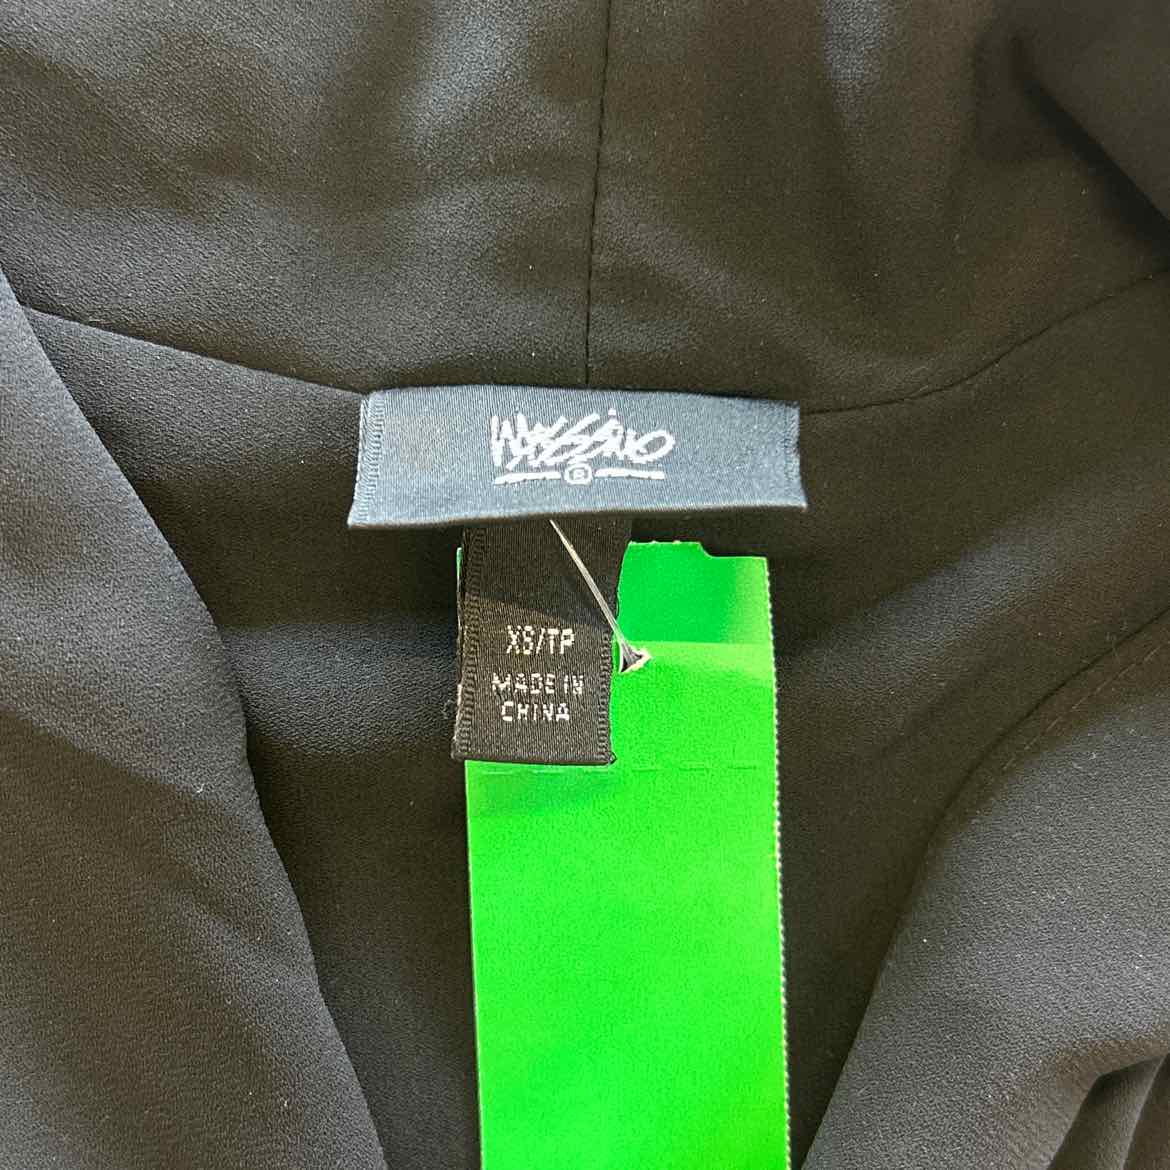 Mossimo
®
XS/TP
MADE IN
CHINA